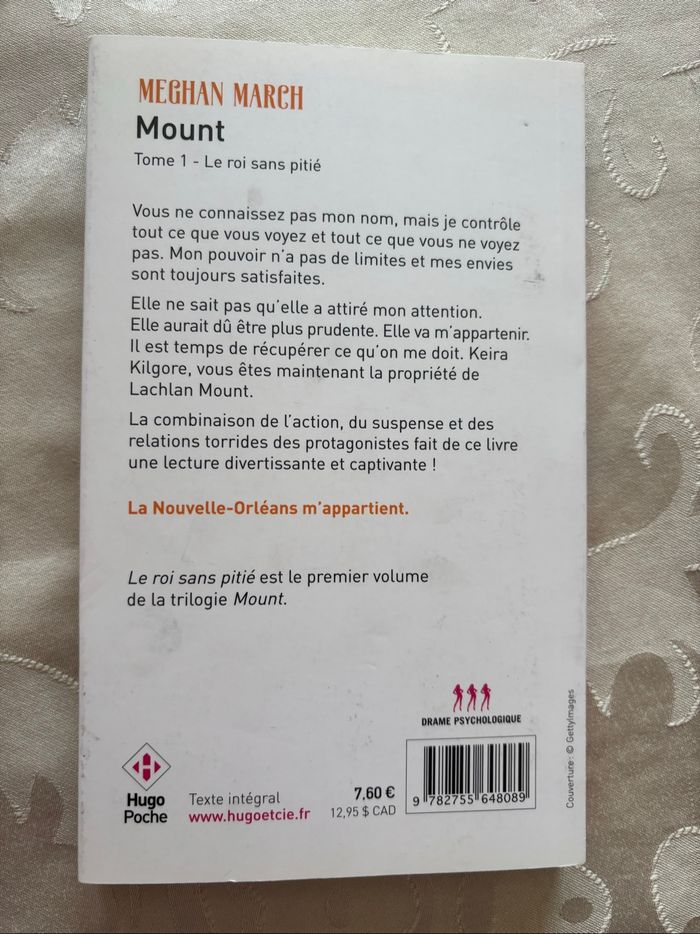 MEGHAN MARCH
Mount
Tome 1 - Le roi sans pitié
Vous ne connaissez pas mon nom, mais je contrôle
tout ce que vous voyez et tout ce que vous ne voyez
pas. Mon pouvoir n'a pas de limites et mes envies
sont toujours satisfaites.
Elle ne sait pas qu'elle a attiré mon attention.
Elle aurait dû être plus prudente. Elle va m'appartenir.
Il est temps de récupérer ce qu'on me doit. Keira
Kilgore, vous êtes maintenant la propriété de
Lachlan Mount.
La combinaison de l'action, du suspense et des
relations torrides des protagonistes fait de ce livre
une lecture divertissante et captivante !
La Nouvelle-Orléans m'appartient.
Le roi sans pitié est le premier volume
de la trilogie Mount.
DRAME PSYCHOLOGIQUE
Hugo
Poche
Texte intégral
www.hugoetcie.fr
7,60 €
12,95 $ CAD
9 782755 648089
Couverture : © GettyImages